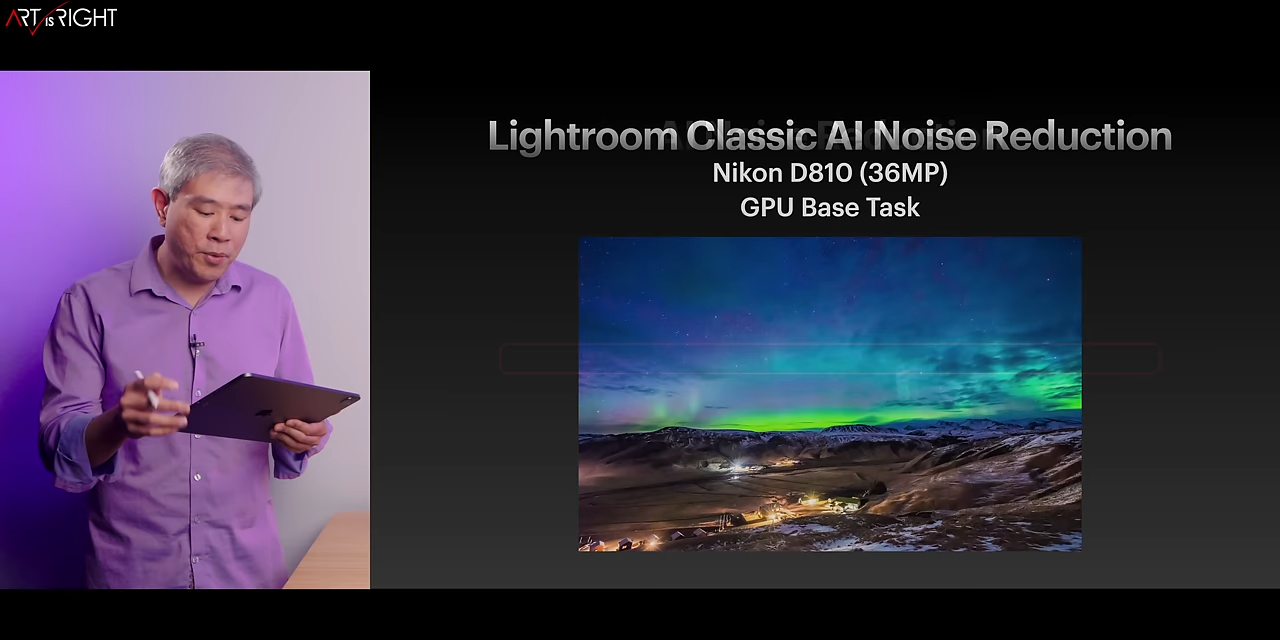 ART IS RIGHT
Lightroom Classic AI Noise Reduction
Nikon D810 (36MP)
GPU Base Task